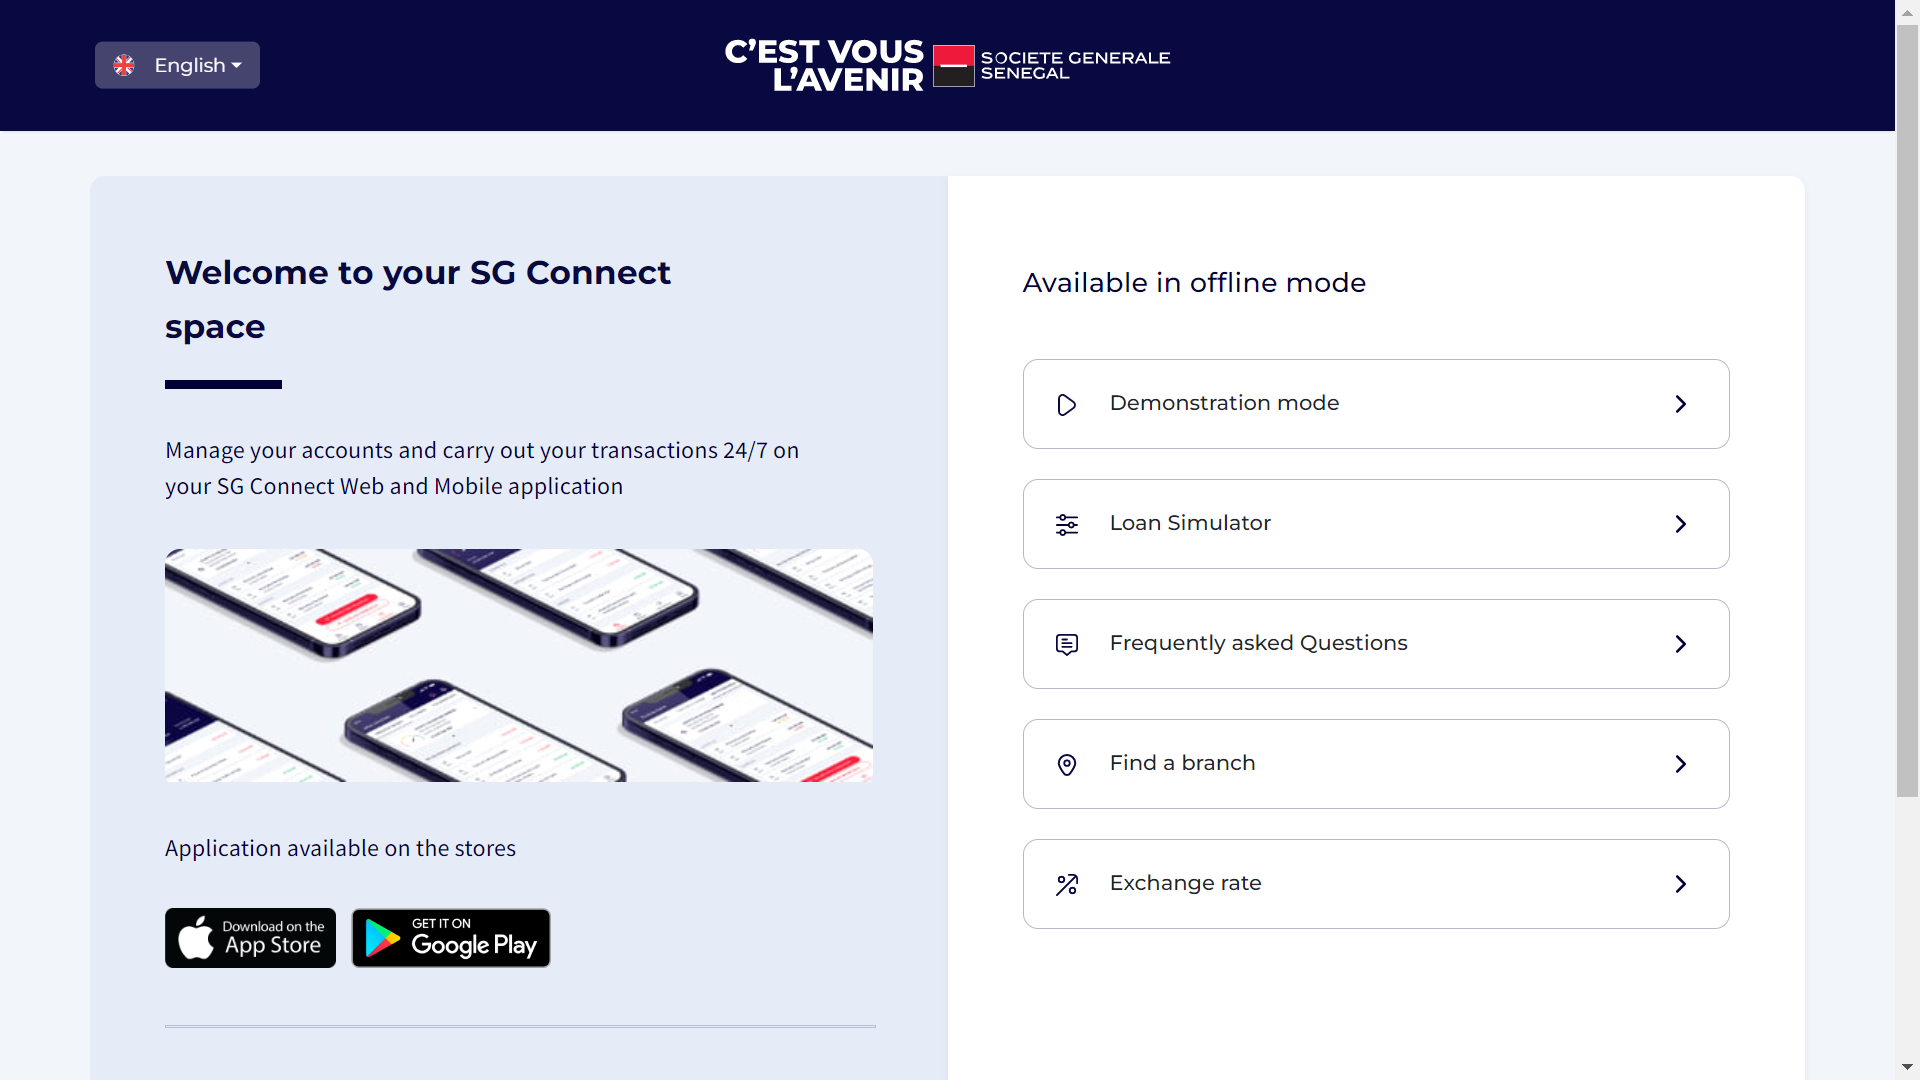 English
C'EST VOUS
L'AVENIR
SOCIETE GENERALE
SENEGAL
Welcome to your SG Connect
space
Manage your accounts and carry out your transactions 24/7 on
your SG Connect Web and Mobile application
Application available on the stores
Download on the
App Store
GET IT ON
Google Play
Available in offline mode
Demonstration mode
Loan Simulator
Frequently asked Questions
Find a branch
Exchange rate